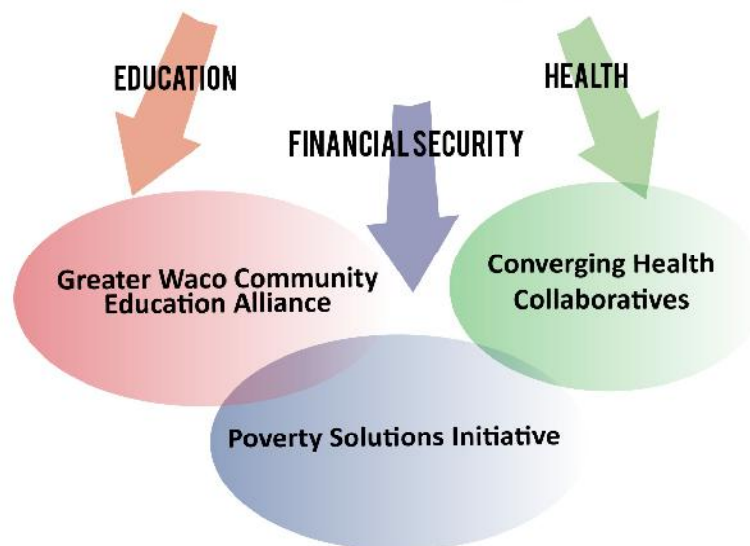 EDUCATION
HEALTH
FINANCIAL SECURITY
Greater Waco Community
Education Alliance
Converging Health
Collaboratives
Poverty Solutions Initiative